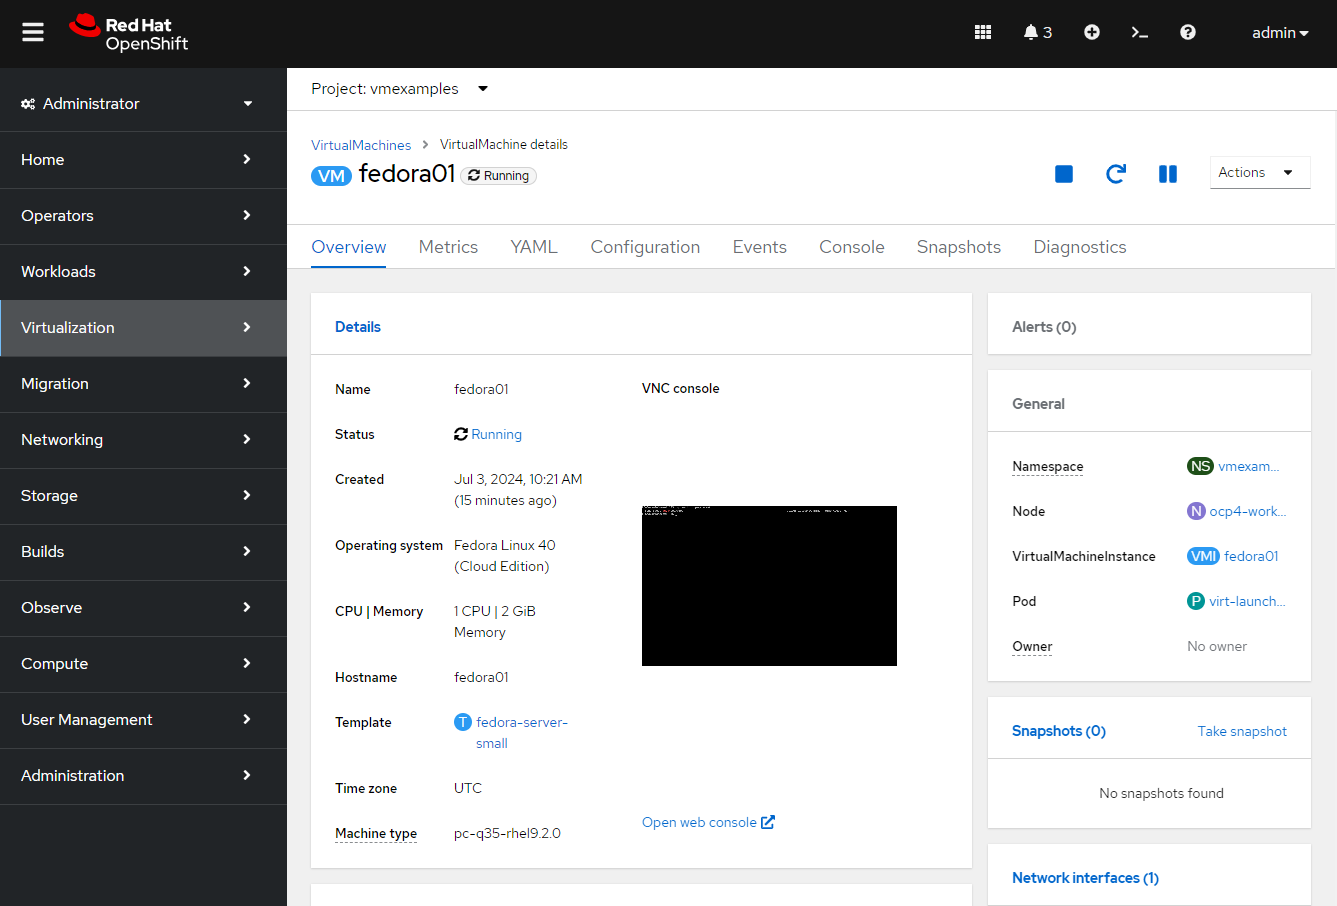 Red Hat
OpenShift
3
admin
Administrator
Home
Operators
Workloads
Virtualization
Migration
Networking
Storage
Builds
Observe
Compute
User Management
Administration
Project: vmexamples
VirtualMachines > VirtualMachine details
VM fedora01 Running
Actions
Overview Metrics YAML Configuration Events Console Snapshots Diagnostics
Details
Name fedora01
Status Running
Created Jul 3, 2024, 10:21 AM
(15 minutes ago)
Operating system Fedora Linux 40
(Cloud Edition)
CPU | Memory 1 CPU | 2 GiB
Memory
Hostname fedora01
Template T fedora-server-
small
Time zone UTC
Machine type pc-q35-rhel9.2.0
VNC console
Open web console
Alerts (0)
General
Namespace NS vmexam...
Node N ocp4-work...
VirtualMachineInstance VMI fedora01
Pod P virt-launch...
Owner No owner
Snapshots (0) Take snapshot
No snapshots found
Network interfaces (1)